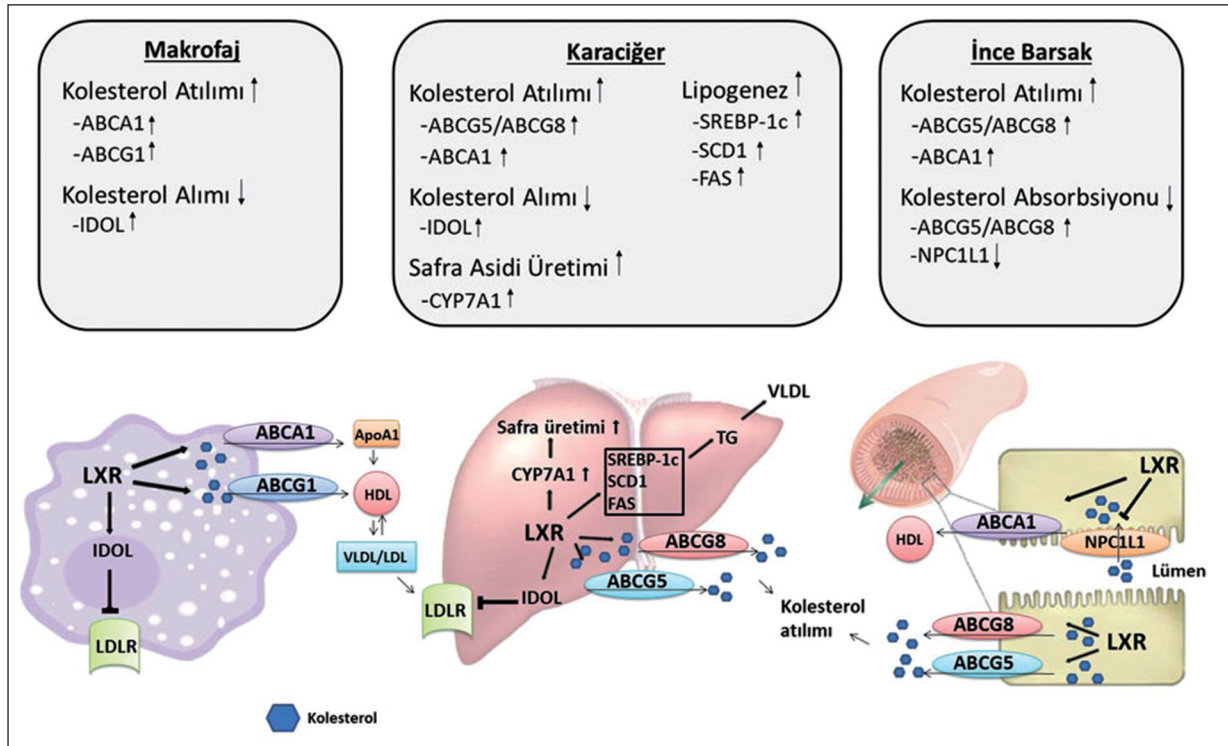 Makrofaj
Kolesterol Atılımı ↑
-ABCA1 ↑
-ABCG1 ↑
Kolesterol Alımı ↓
-IDOL ↑
Karaciğer
Kolesterol Atılımı ↑
-ABCG5/ABCG8 ↑
-ABCA1 ↑
Kolesterol Alımı ↓
-IDOL ↑
Safra Asidi Üretimi ↑
-CYP7A1 ↑
Lipogenez ↑
-SREBP-1c ↑
-SCD1 ↑
-FAS ↑
İnce Barsak
Kolesterol Atılımı ↑
-ABCG5/ABCG8 ↑
-ABCA1 ↑
Kolesterol Absorbsiyonu ↓
-ABCG5/ABCG8 ↑
-NPC1L1 ↓
LXR
ABCA1
ABCG1
ApoA1
HDL
VLDL/LDL
IDOL
LDLR
Safra üretimi ↑
CYP7A1 ↑
LXR
SREBP-1c
SCD1
FAS
TG
VLDL
IDOL
LDLR
ABCG8
ABCG5
Kolesterol
atılımı
LXR
ABCA1
HDL
NPC1L1
Lümen
ABCG8
LXR
ABCG5
Kolesterol